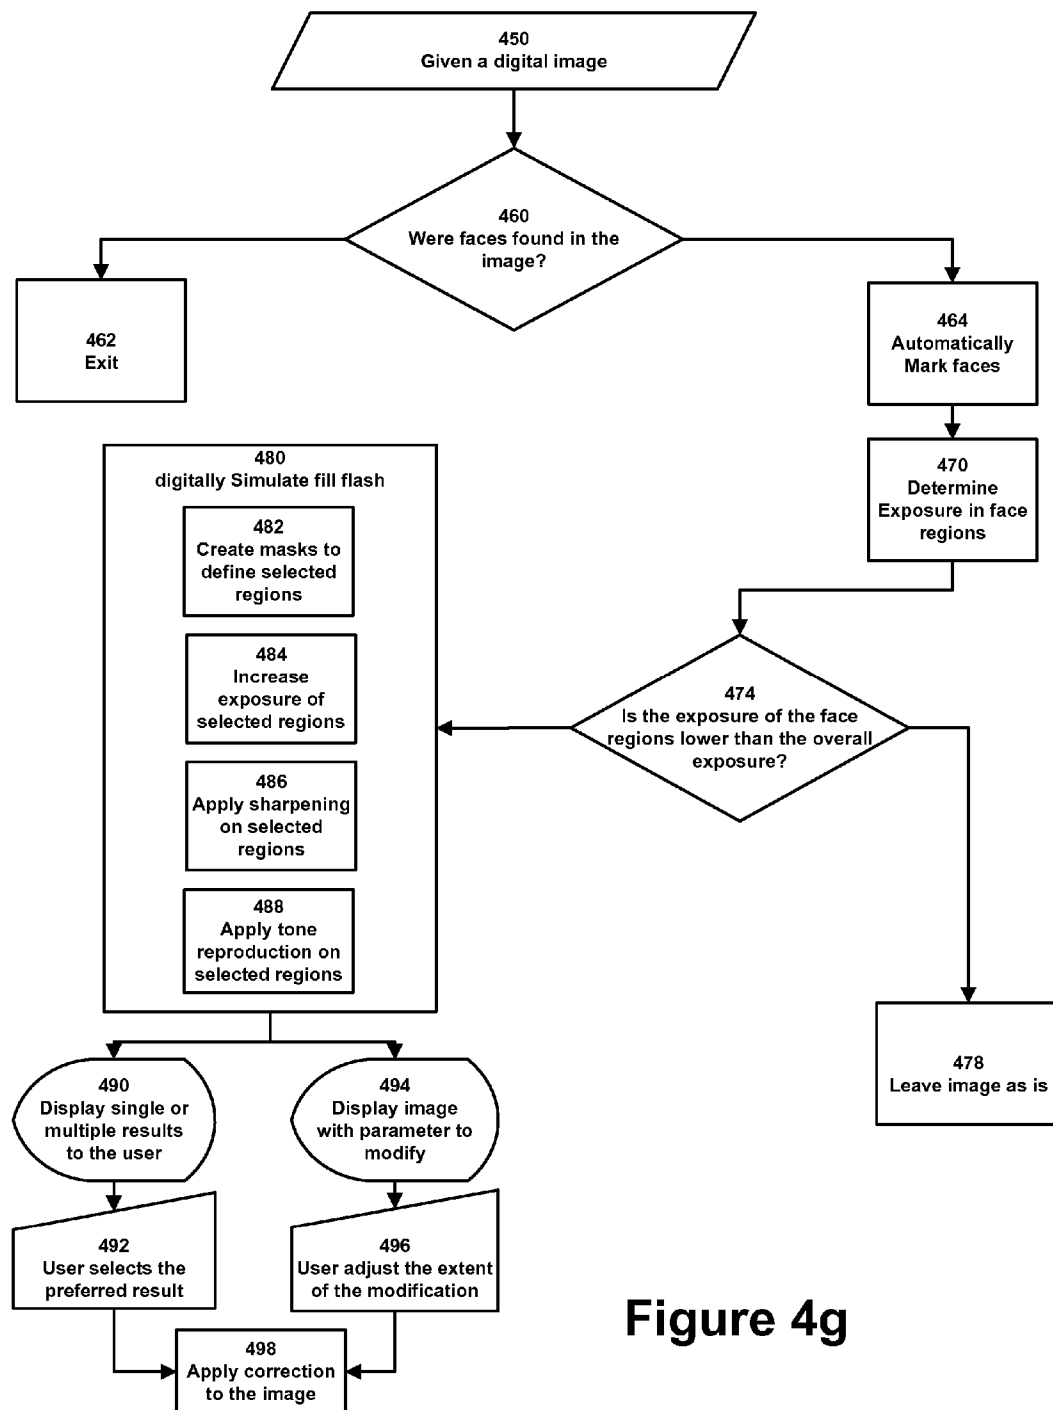 450
Given a digital image
460
Were faces found in the
image?
462
Exit
464
Automatically
Mark faces
470
Determine
Exposure in face
regions
474
Is the exposure of the face
regions lower than the overall
exposure?
478
Leave image as is
480
digitally Simulate fill flash
482
Create masks to
define selected
regions
484
Increase
exposure of
selected regions
486
Apply sharpening
on selected
regions
488
Apply tone
reproduction on
selected regions
490
Display single or
multiple results
to the user
494
Display image
with parameter to
modify
492
User selects the
preferred result
496
User adjust the extent
of the modification
498
Apply correction
to the image
Figure 4g